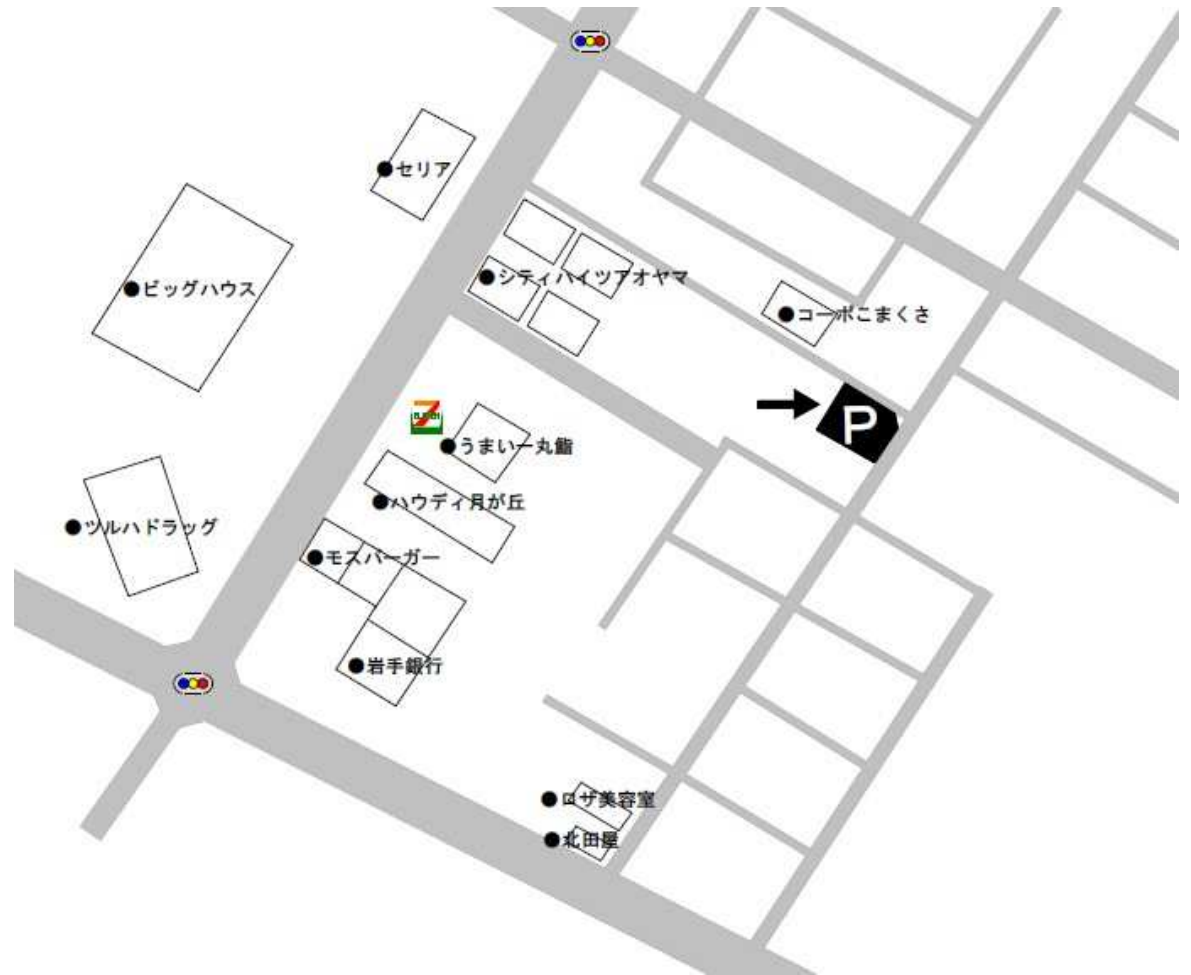 ●セリア
●シティハイツアオヤマ
●ビッグハウス
●コーポこまくさ
P
7
●うまい一丸鮨
●ハウディ月が丘
●ツルハドラッグ
●モスバーガー
●岩手銀行
●ロザ美容室
●北田屋